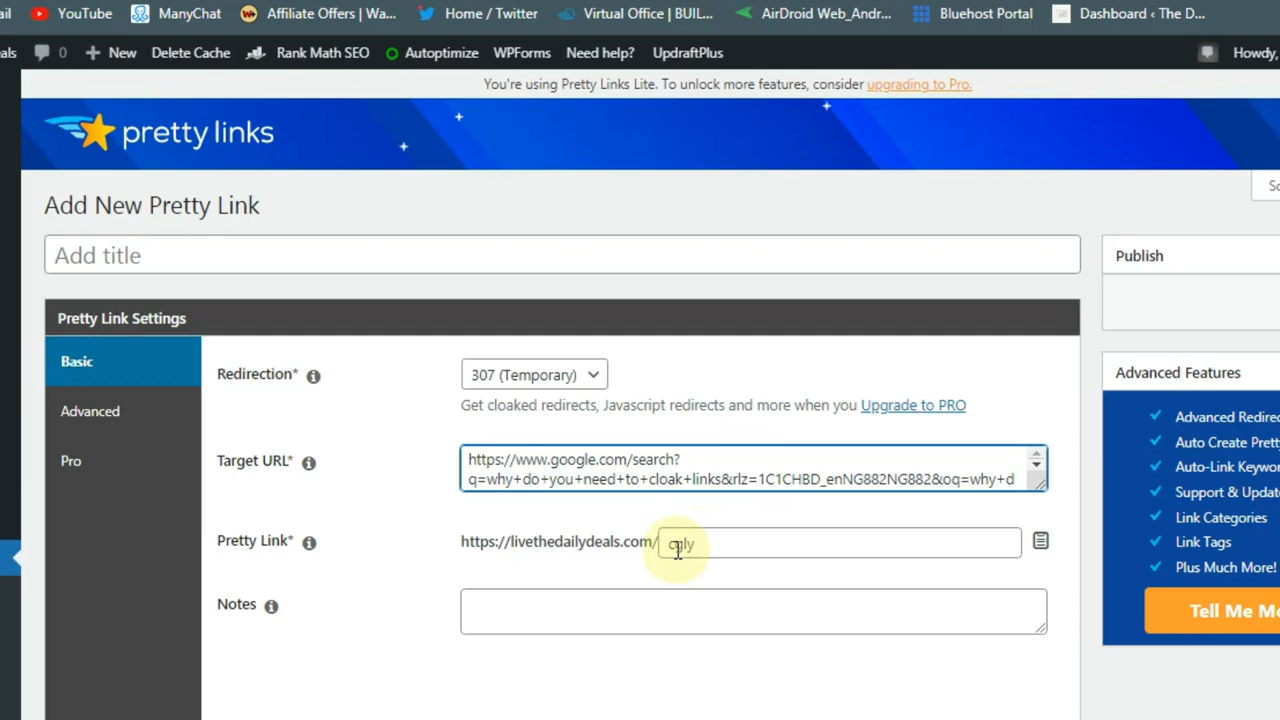 YouTube
ManyChat
Affiliate Offers | Wa...
Home / Twitter
Virtual Office | BUIL...
AirDroid Web_Andr...
Bluehost Portal
Dashboard ‹ The D...
0
New
Delete Cache
Rank Math SEO
Autoptimize
WPForms
Need help?
UpdraftPlus
Howdy,
You're using Pretty Links Lite. To unlock more features, consider upgrading to Pro.
pretty links
Add New Pretty Link
Add title
Publish
Pretty Link Settings
Basic
Advanced
Pro
Redirection*
307 (Temporary)
Get cloaked redirects, Javascript redirects and more when you Upgrade to PRO
Target URL*
https://www.google.com/search?
q=why+do+you+need+to+cloak+links&rlz=1C1CHBD_enNG882NG882&oq=why+d
Pretty Link*
https://livethedailydeals.com/
Notes
Advanced Features
Advanced Redirec
Auto Create Pretty
Auto-Link Keywo
Support & Update
Link Categories
Link Tags
Plus Much More!
Tell Me Mo